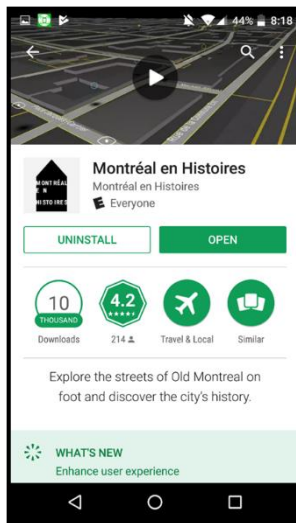 44% 8:18
MONTRÉAL
EN
HISTOIRES
Montréal en Histoires
Montréal en Histoires
E Everyone
UNINSTALL
OPEN
10
THOUSAND
Downloads
4.2
214
Travel & Local
Similar
Explore the streets of Old Montreal on
foot and discover the city's history.
WHAT'S NEW
Enhance user experience